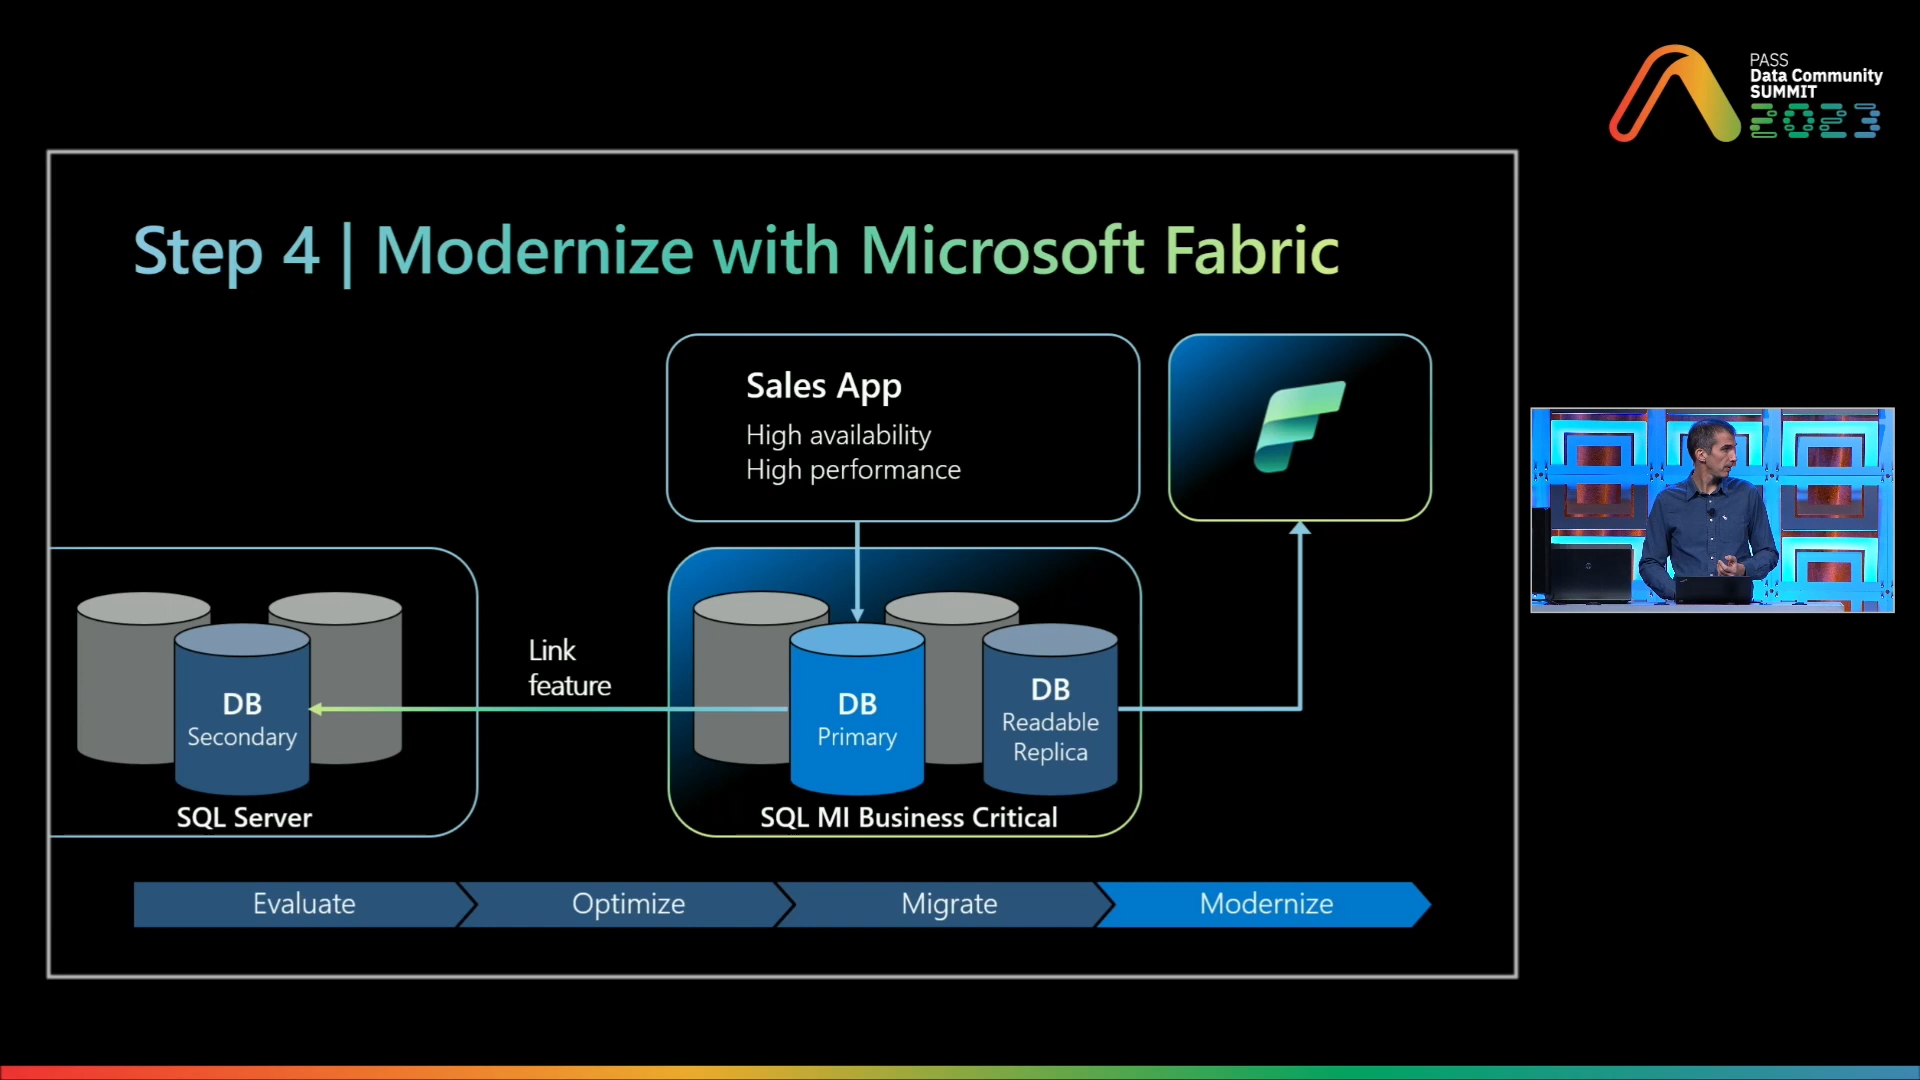 PASS
Data Community
SUMMIT
2023
Step 4 | Modernize with Microsoft Fabric
Sales App
High availability
High performance
Link
feature
DB
Secondary
SQL Server
DB
Primary
DB
Readable
Replica
SQL MI Business Critical
Evaluate
Optimize
Migrate
Modernize